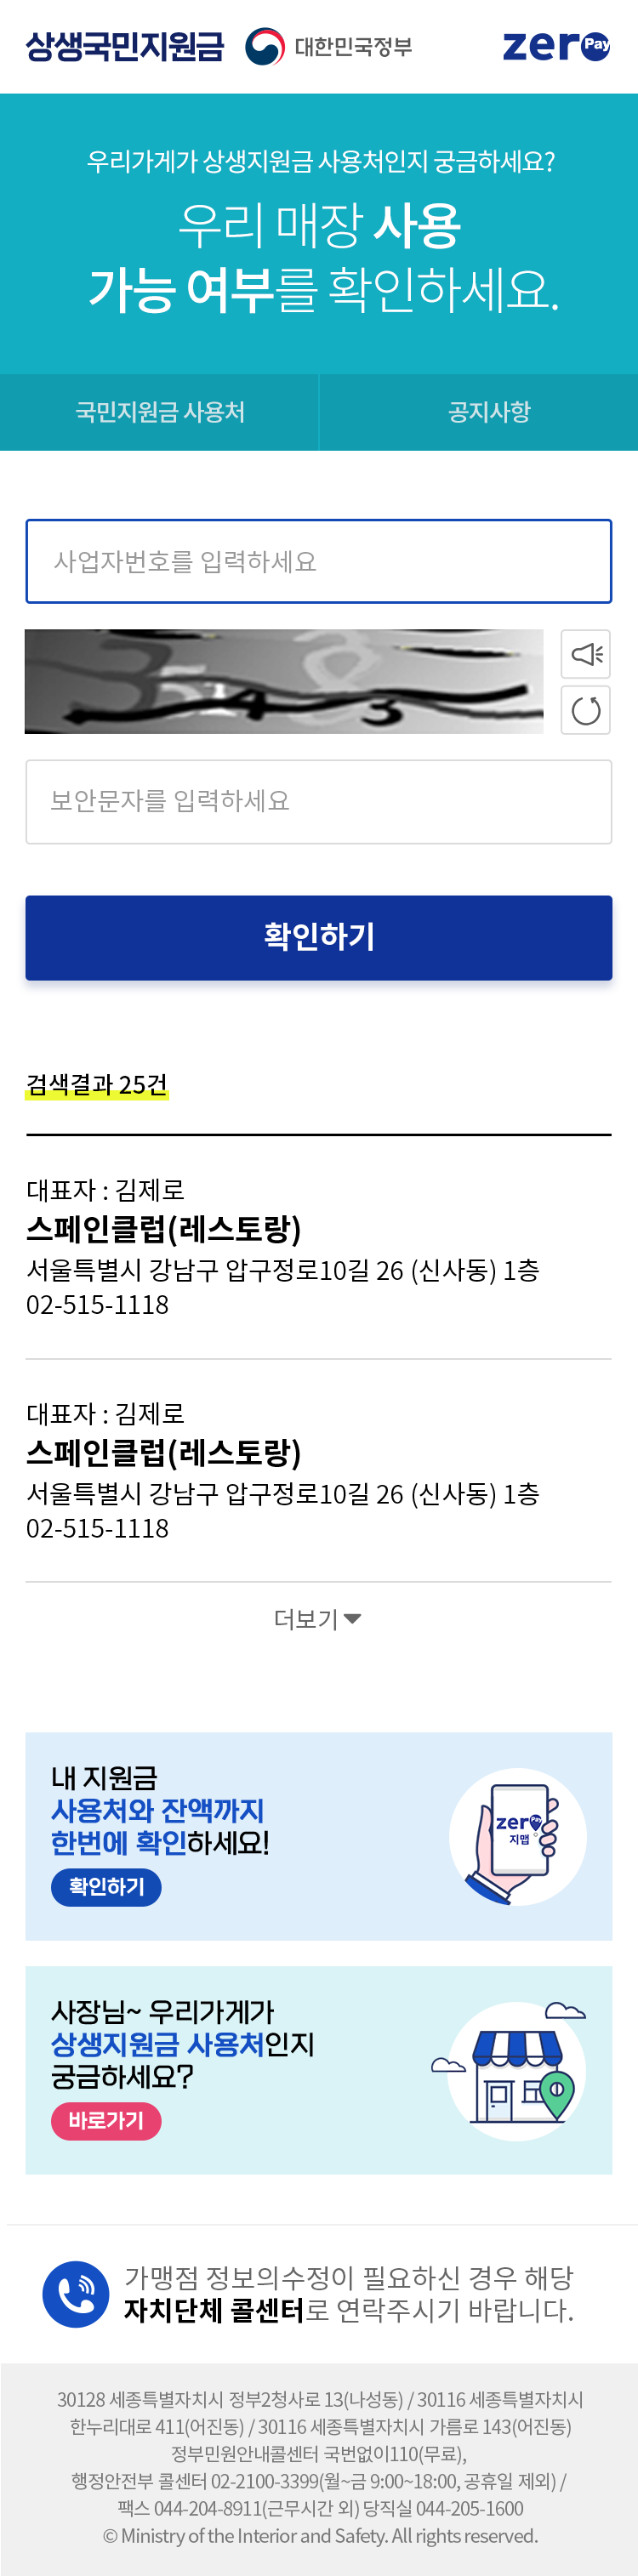 상생국민지원금 대한민국정부 zeroPay
우리가게가 상생지원금 사용처인지 궁금하세요?
우리 매장 사용
가능 여부를 확인하세요.
국민지원금 사용처 공지사항
사업자번호를 입력하세요
보안문자를 입력하세요
확인하기
검색결과 25건
대표자 : 김제로
스페인클럽(레스토랑)
서울특별시 강남구 압구정로10길 26 (신사동) 1층
02-515-1118
대표자 : 김제로
스페인클럽(레스토랑)
서울특별시 강남구 압구정로10길 26 (신사동) 1층
02-515-1118
더보기
내 지원금
사용처와 잔액까지
한번에 확인하세요!
확인하기
zeroPay
지맵
사장님~ 우리가게가
상생지원금 사용처인지
궁금하세요?
바로가기
가맹점 정보의수정이 필요하신 경우 해당
자치단체 콜센터로 연락주시기 바랍니다.
30128 세종특별자치시 정부2청사로 13(나성동) / 30116 세종특별자치시
한누리대로 411(어진동) / 30116 세종특별자치시 가름로 143(어진동)
정부민원안내콜센터 국번없이110(무료),
행정안전부 콜센터 02-2100-3399(월~금 9:00~18:00, 공휴일 제외) /
팩스 044-204-8911(근무시간 외) 당직실 044-205-1600
© Ministry of the Interior and Safety. All rights reserved.